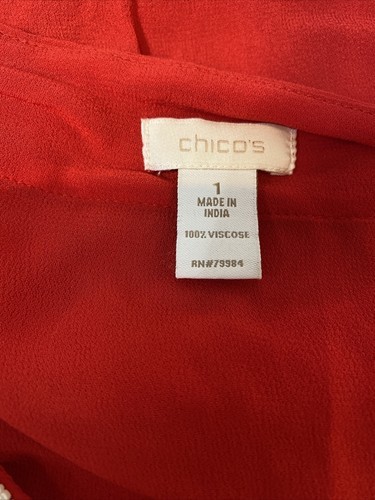 chico's
1
MADE IN
INDIA
100% VISCOSE
RN#79984